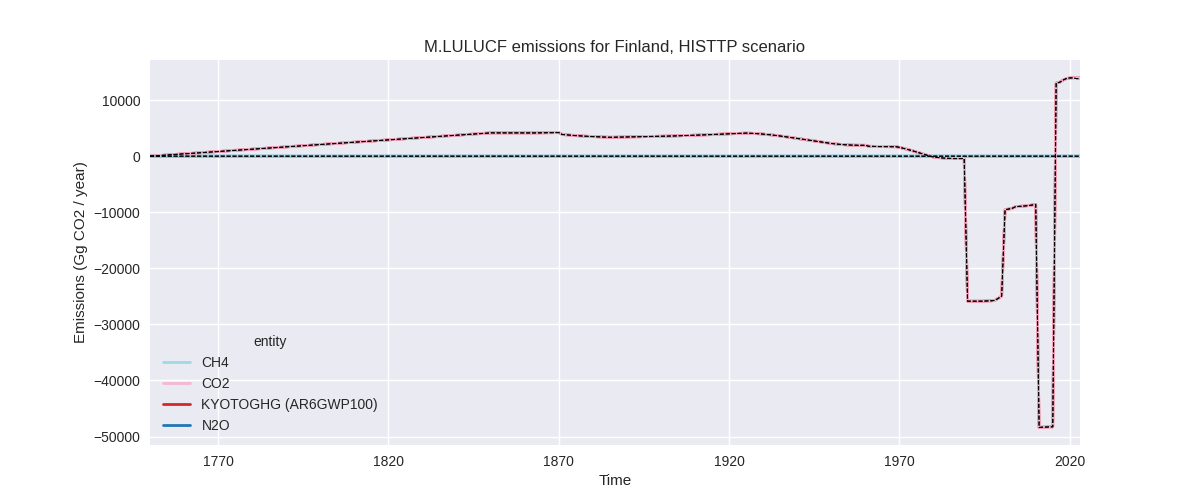 M.LULUCF emissions for Finland, HISTTP scenario
Emissions (Gg CO2 / year)
10000
0
−10000
−20000
−30000
−40000
−50000
entity
CH4
CO2
KYOTOGHG (AR6GWP100)
N2O
1770 1820 1870 1920 1970 2020
Time